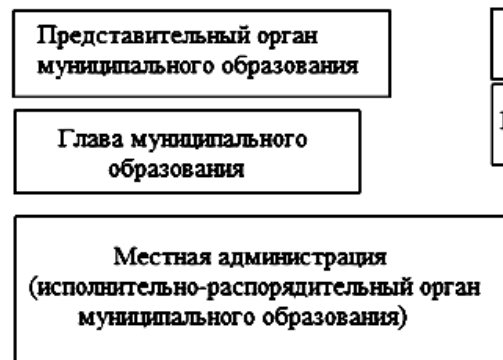 Представительный орган
муниципального образования
Глава муниципального
образования
Местная администрация
(исполнительно-распорядительный орган
муниципального образования)